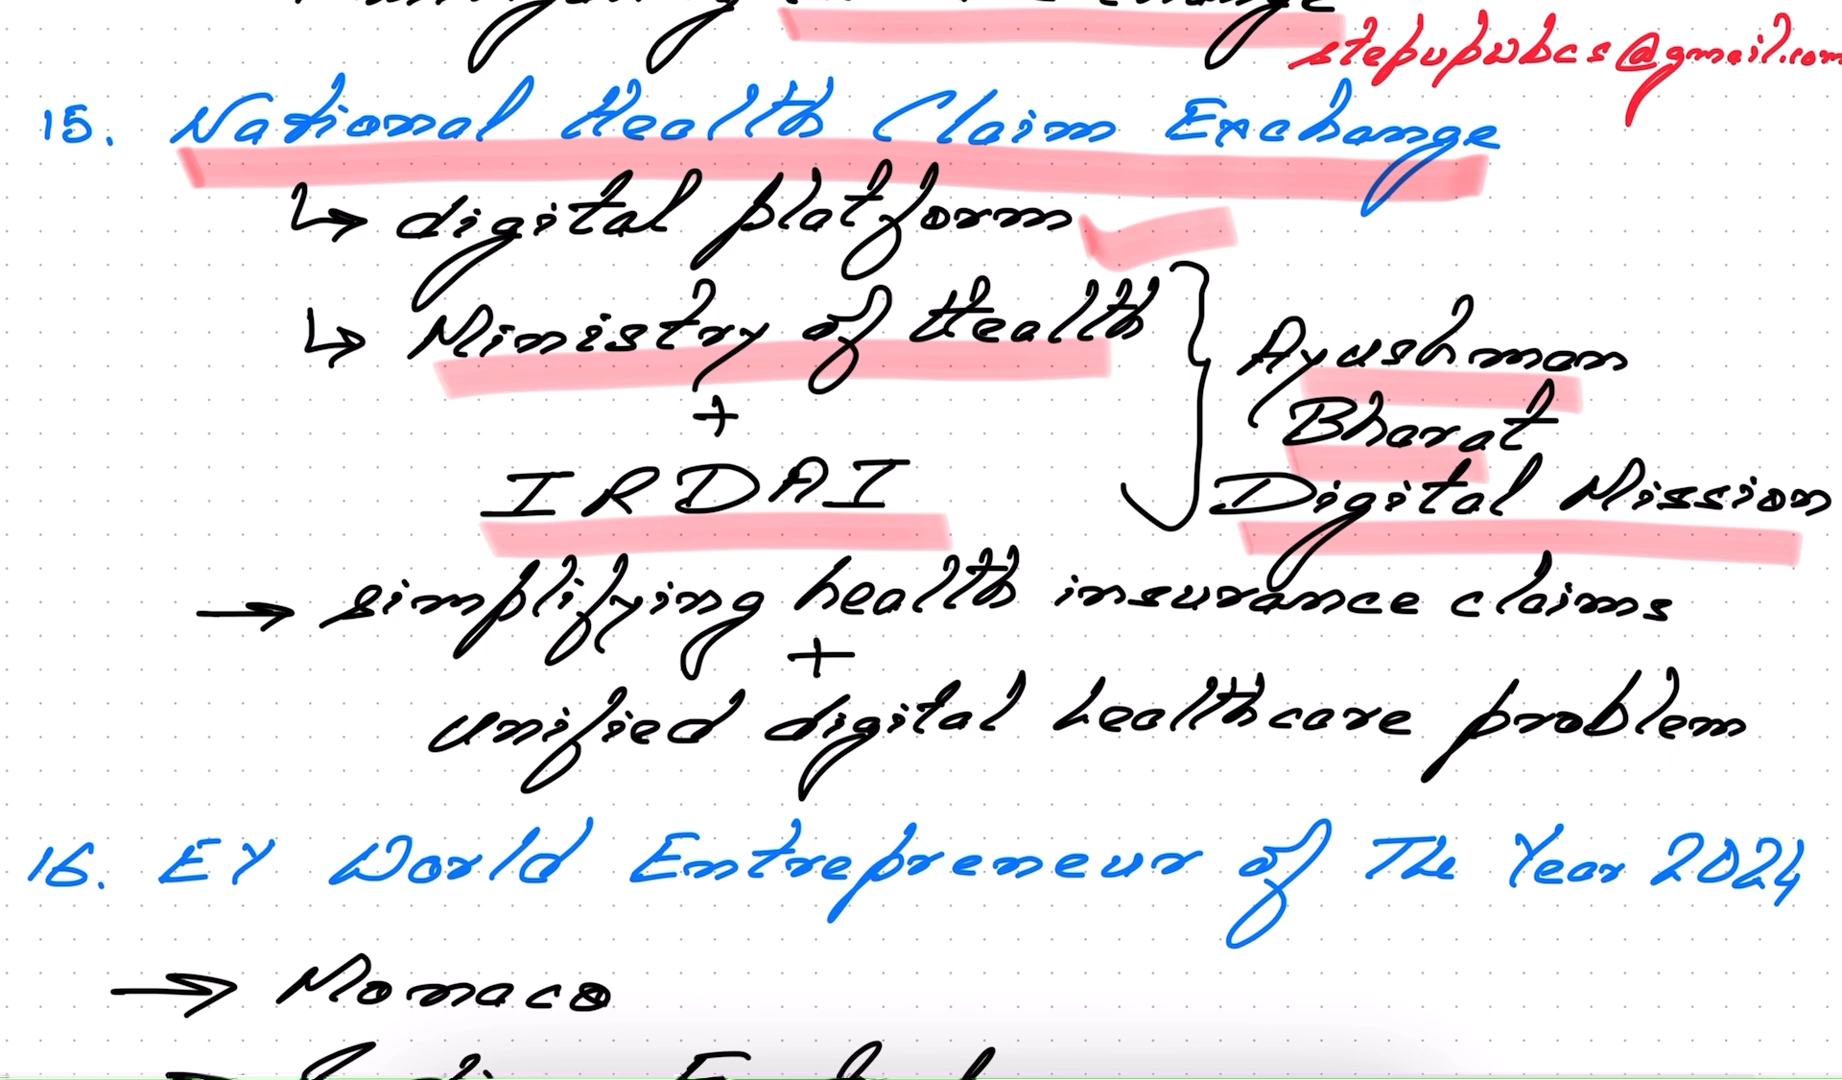 stepupwbcs@gmail.com
15. National Health Claim Exchange
↳ digital platform
↳ Ministry of Health
+
IRDAI
Ayushman
Bharat
Digital Mission
→ simplifying health insurance claims
+
unified digital healthcare problem
16. EY World Entrepreneur of The Year 2024
→ Monaco